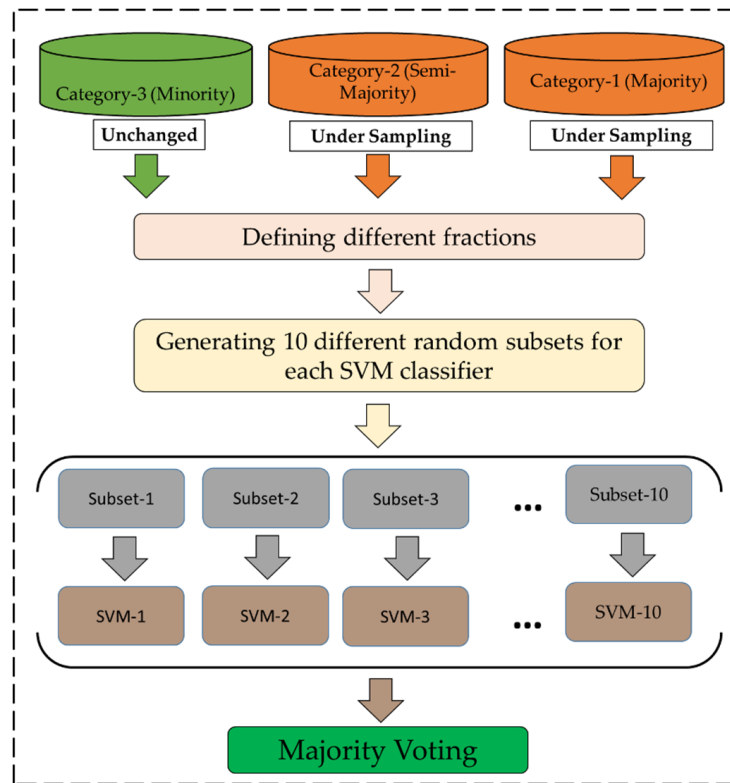 Category-3 (Minority)
Category-2 (Semi-
Majority)
Category-1 (Majority)
Unchanged
Under Sampling
Under Sampling
Defining different fractions
Generating 10 different random subsets for
each SVM classifier
Subset-1
Subset-2
Subset-3
...
Subset-10
SVM-1
SVM-2
SVM-3
...
SVM-10
Majority Voting